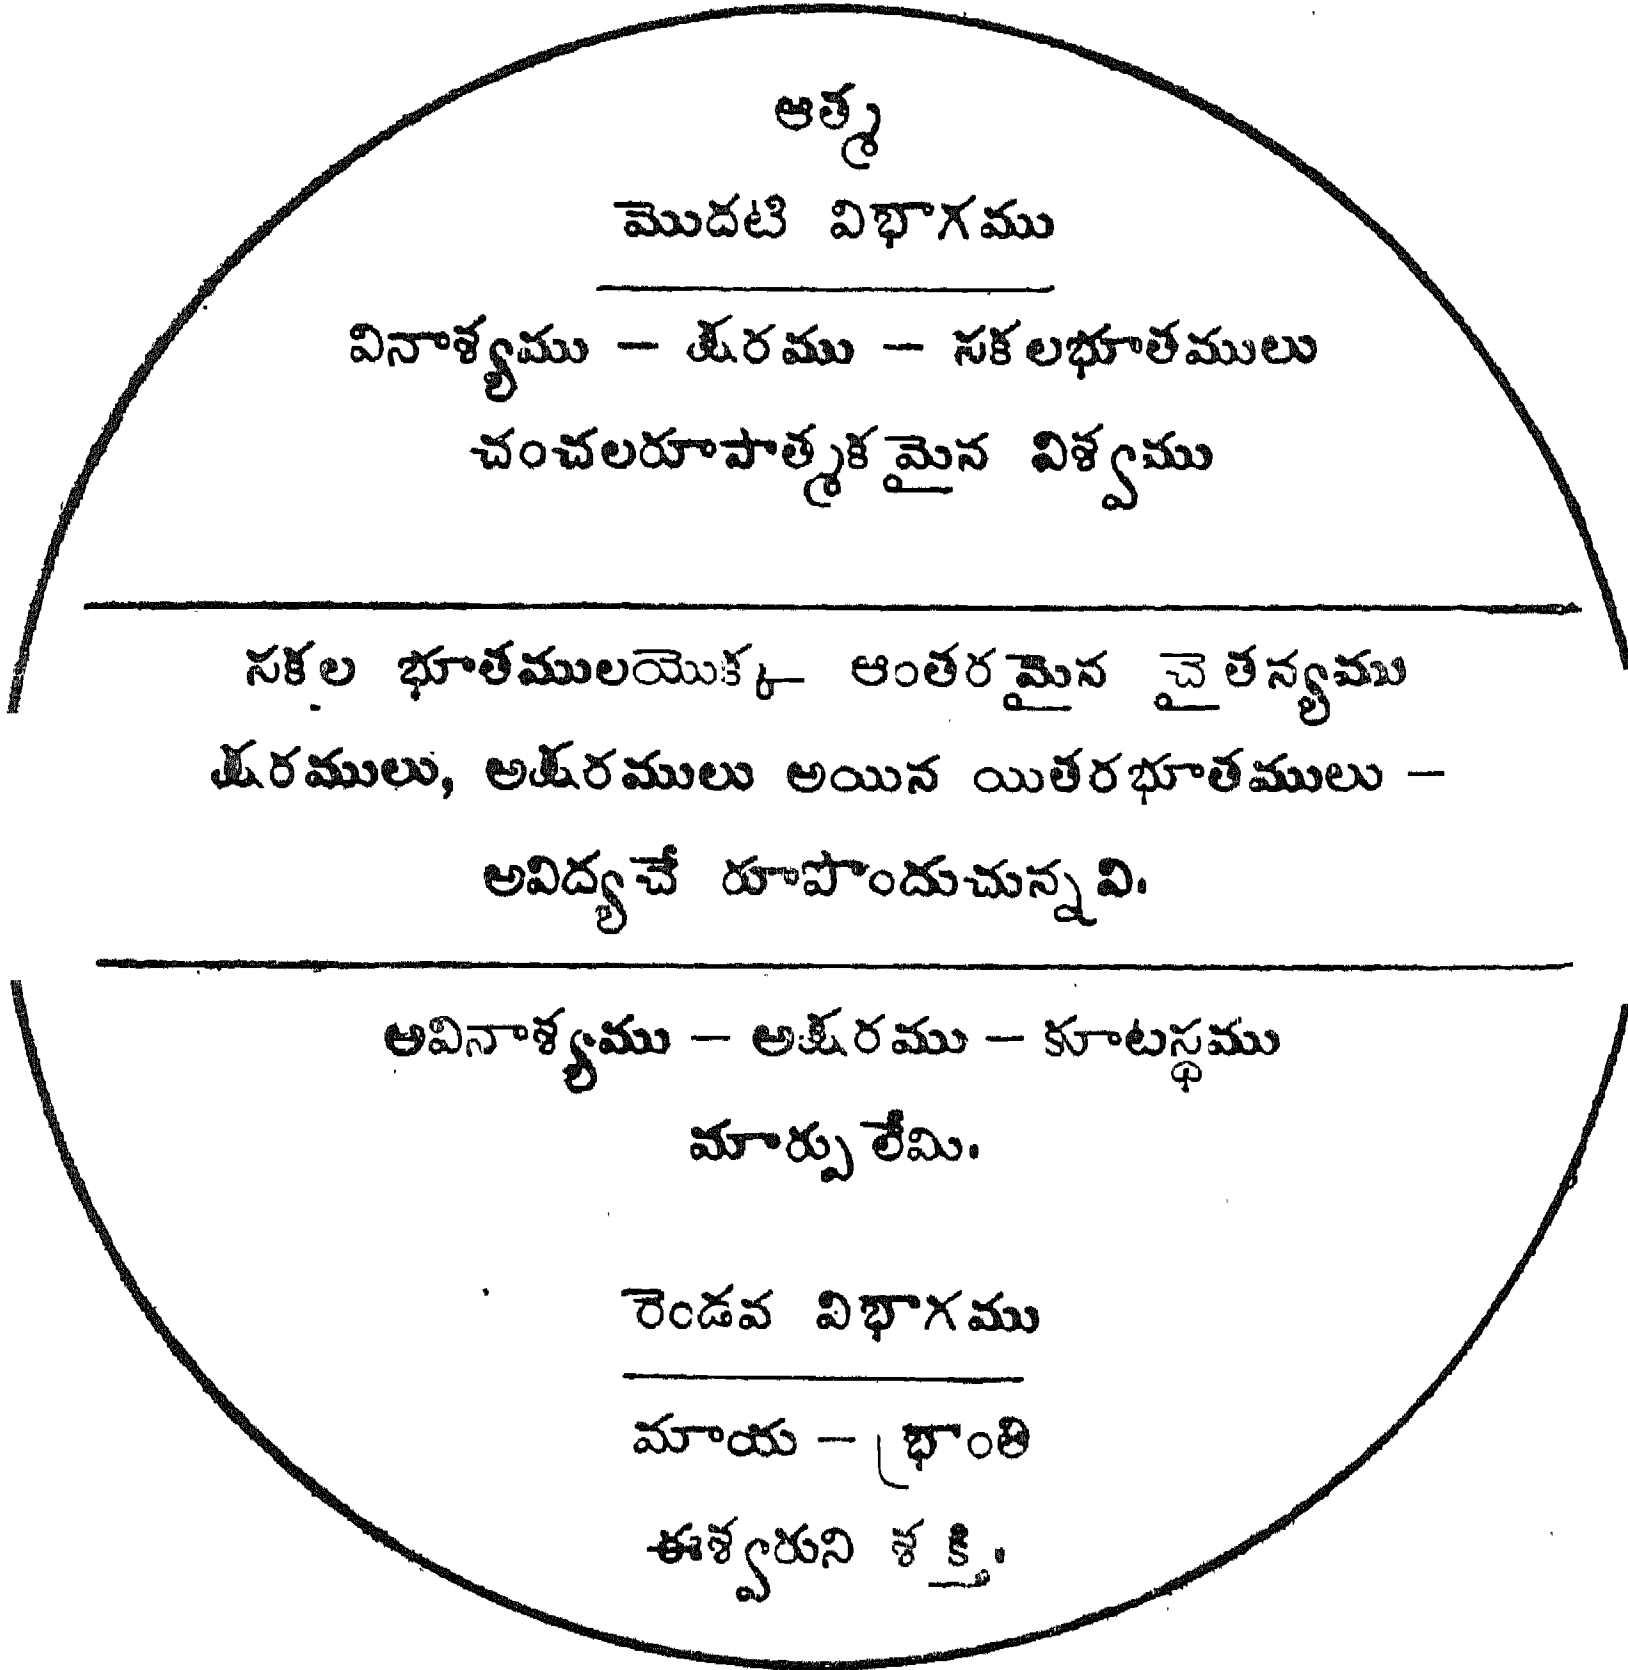 ఆత్మ
మొదటి విభాగము
వినాశ్యము – క్షరము – సకలభూతములు
చంచలరూపాత్మకమైన విశ్వము
సకల భూతములయొక్క ఆంతరమైన చైతన్యము
క్షరములు, అక్షరములు అయిన యితరభూతములు –
అవిద్యచే రూపొందుచున్నవి.
అవినాశ్యము – అక్షరము – కూటస్థము
మార్పు లేమి.
రెండవ విభాగము
మాయ – భ్రాంతి
ఈశ్వరుని శక్తి.